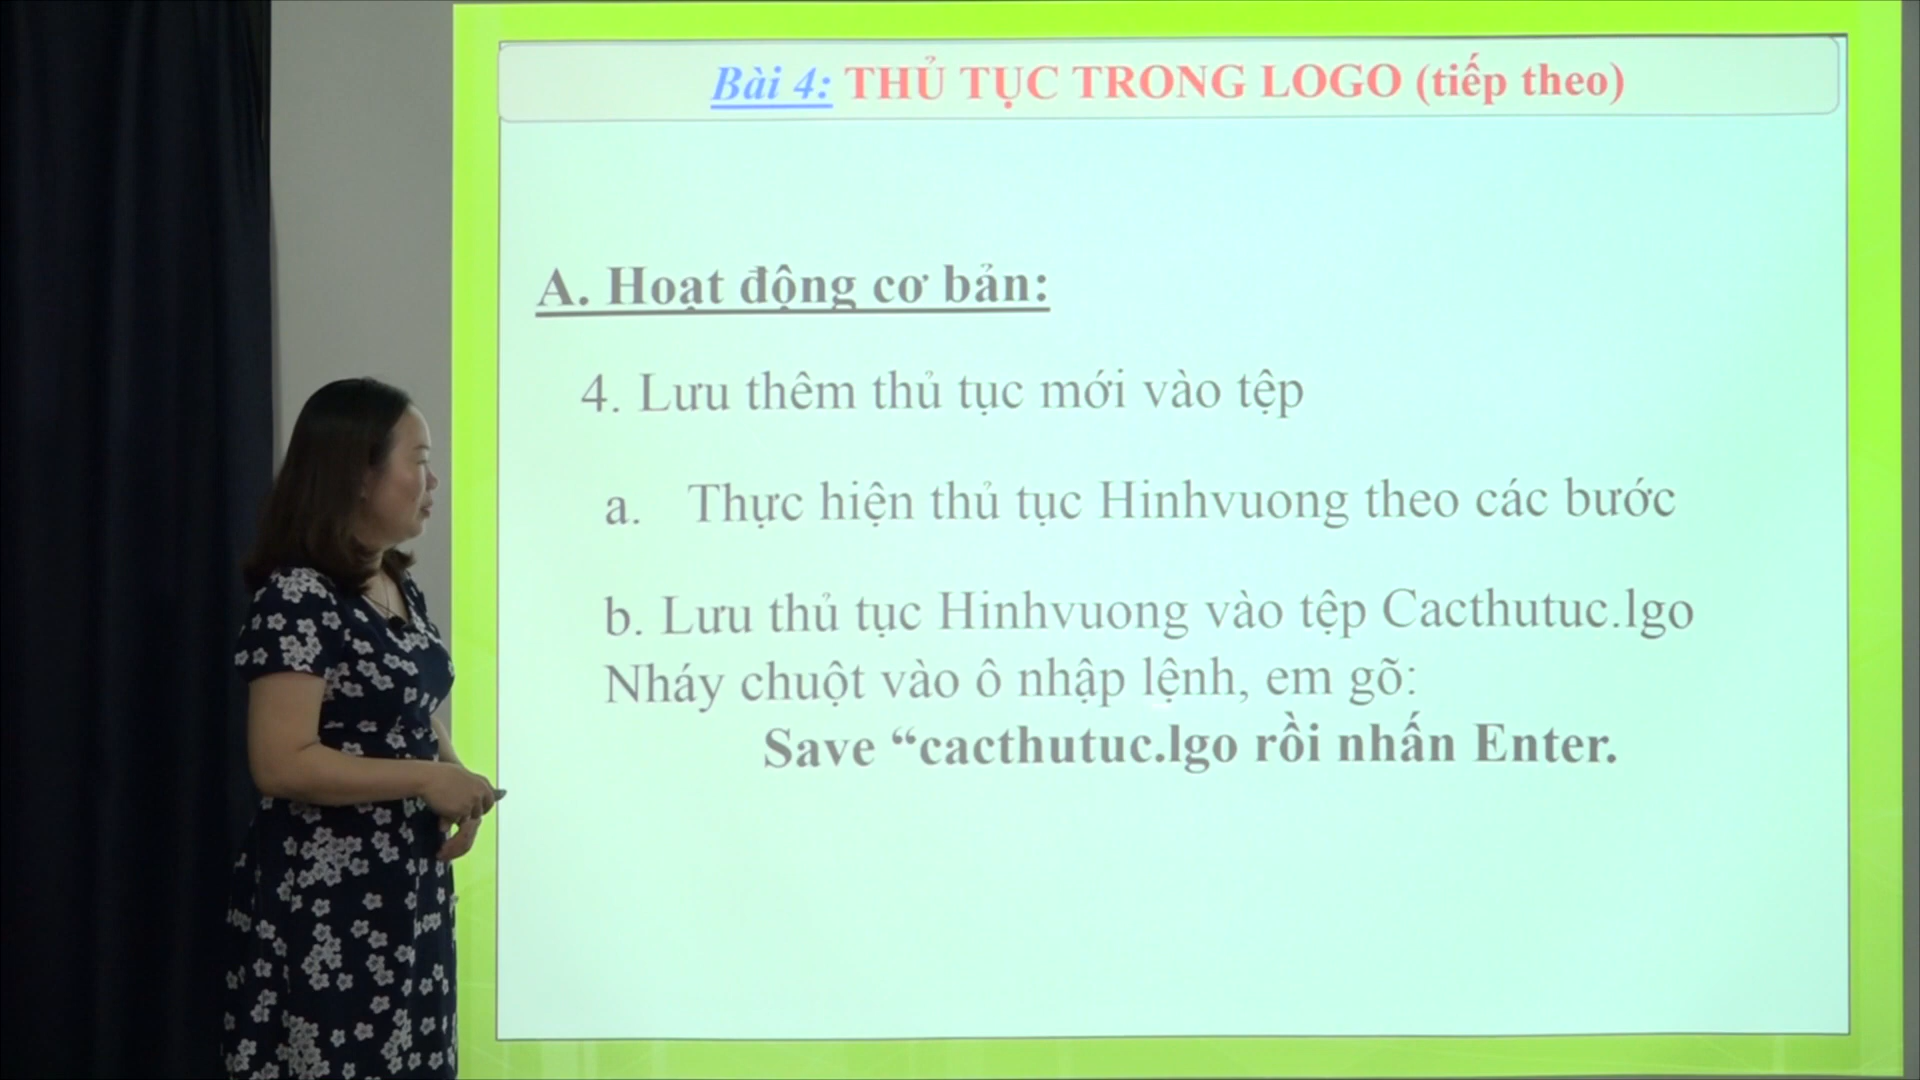 Bài 4: THỦ TỤC TRONG LOGO (tiếp theo)
A. Hoạt động cơ bản:
4. Lưu thêm thủ tục mới vào tệp
a. Thực hiện thủ tục Hinhvuong theo các bước
b. Lưu thủ tục Hinhvuong vào tệp Cacthutuc.lgo
Nháy chuột vào ô nhập lệnh, em gõ:
Save “cacthutuc.lgo rồi nhấn Enter.